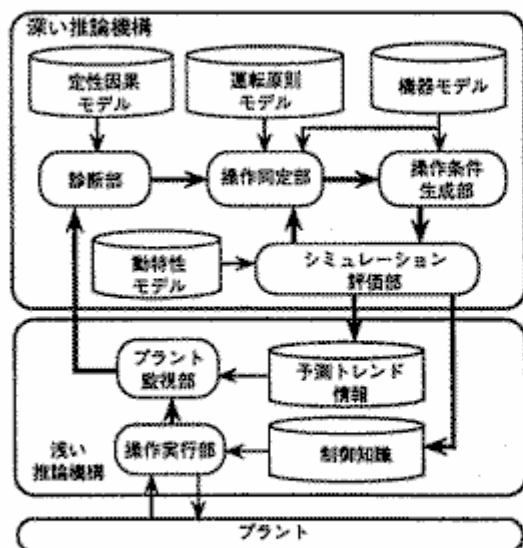 深い推論機構
定性因果
モデル
運転原則
モデル
機器モデル
診断部
操作同定部
操作条件
生成部
動特性
モデル
シミュレーション
評価部
プラント
監視部
予測トレンド
情報
浅い
推論機構
操作実行部
制御知識
プラント